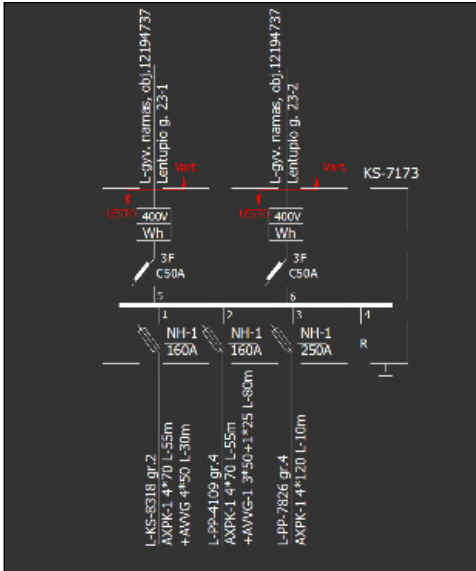 L-gyv. namas, obj.12194737
Lentupio g. 23-1
L-gyv. namas, obj.12194737
Lentupio g. 23-2
Vart.
Vart.
KS-7173
LESTO
400V
LESTO
400V
Wh
Wh
3F
C50A
3F
C50A
5
6
1
2
3
4
NH-1
160A
NH-1
160A
NH-1
250A
R
L-KS-8318 gr.2
AXPK-1 4*70 L-55m
+AVVG 4*50 L-30m
L-PP-4109 gr.4
AXPK-1 4*70 L-55m
+AVVG-1 3*50+1*25 L-80m
L-PP-7826 gr.4
AXPK-1 4*120 L-10m